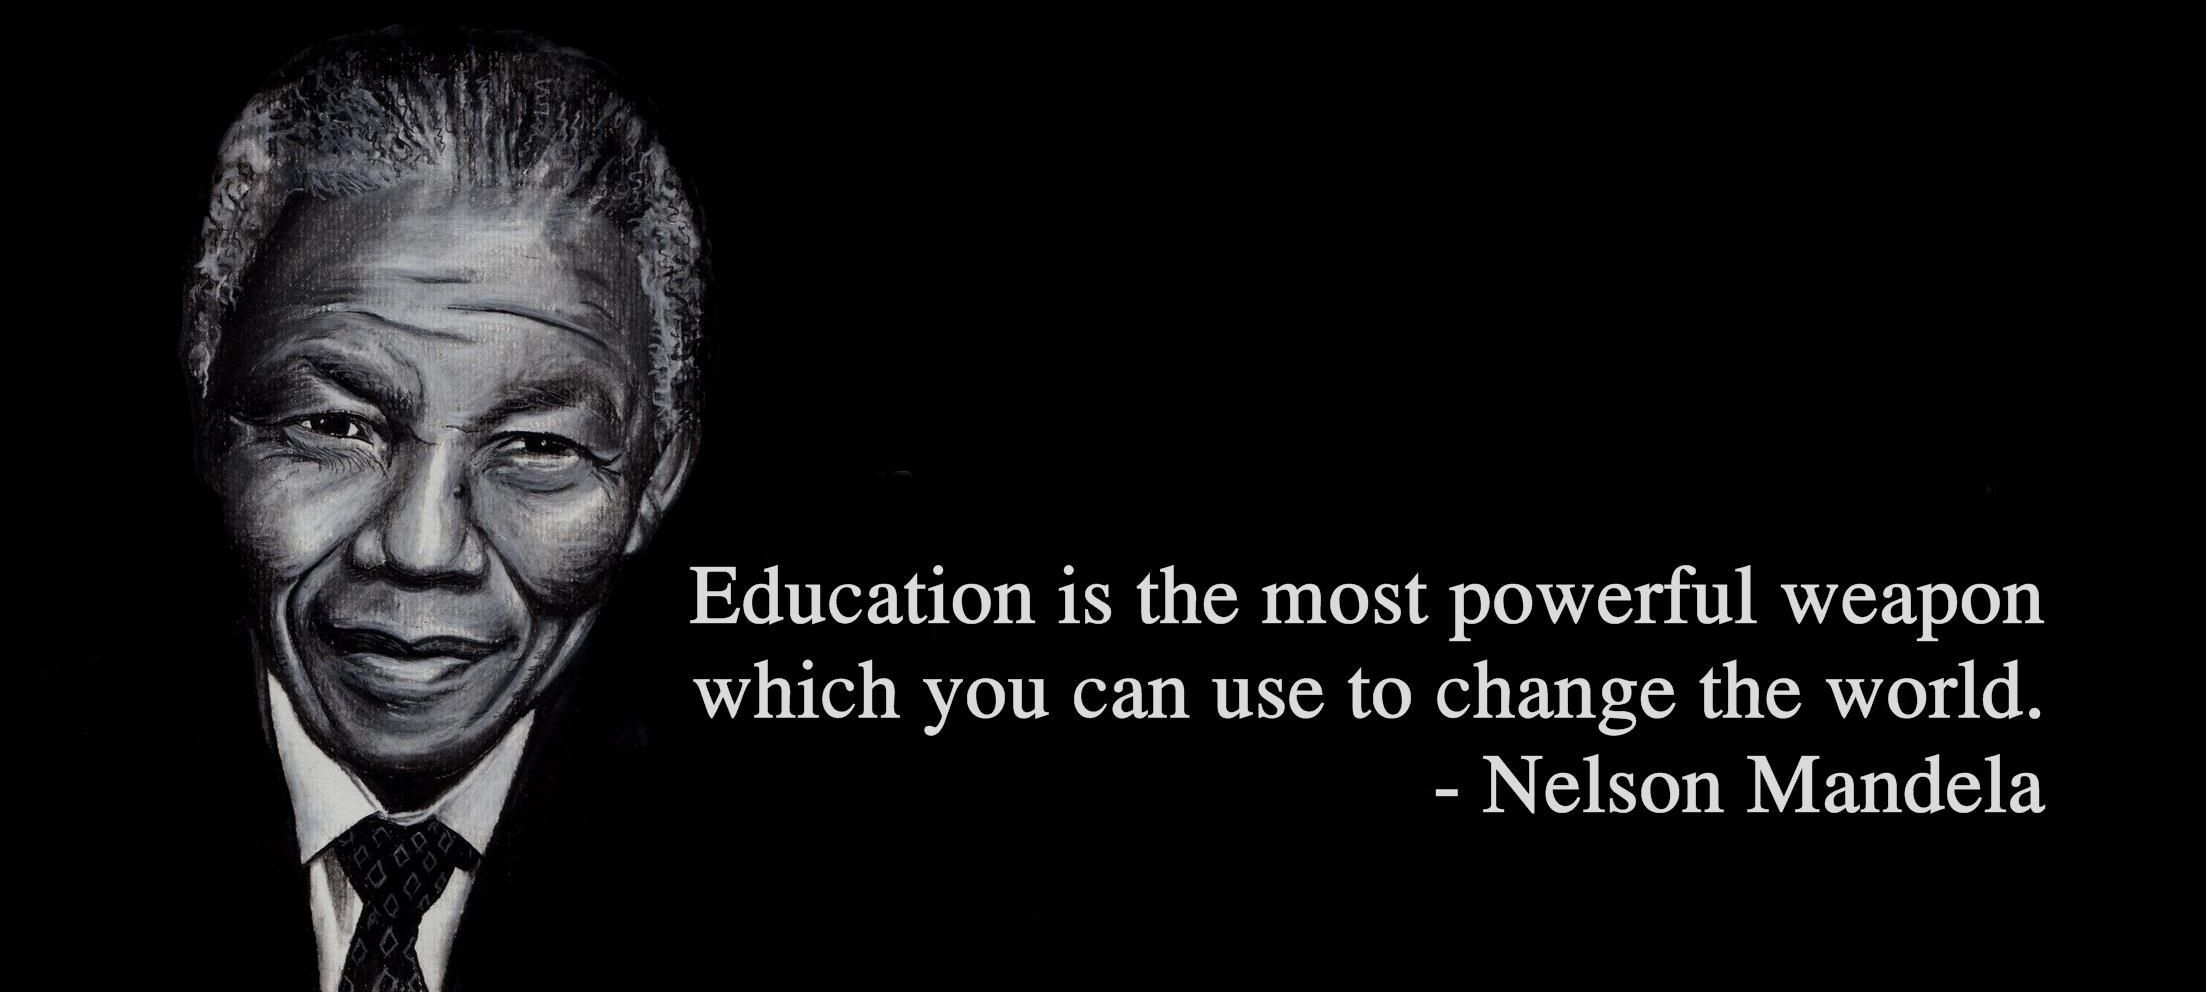 Education is the most powerful weapon
which you can use to change the world.
- Nelson Mandela